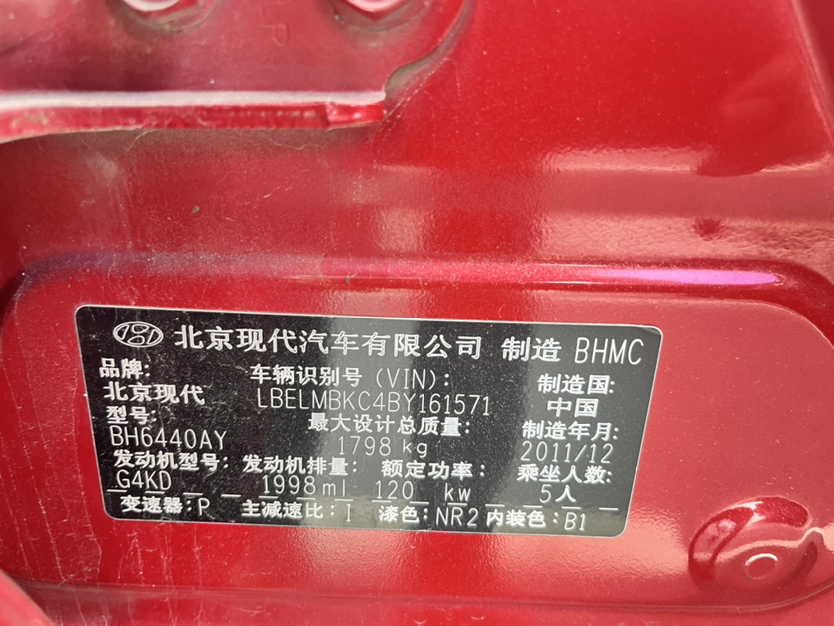 北京现代汽车有限公司 制造 BHMC
品牌: 车辆识别号(VIN): 制造国:
北京现代 LBELMBKC4BY161571 中国
型号: 最大设计总质量: 制造年月:
BH6440AY 1798 kg 2011/12
发动机型号: 发动机排量: 额定功率: 乘坐人数:
G4KD 1998ml 120 kw 5人
变速器:P 主减速比:I 漆色:NR2 内装色:B1